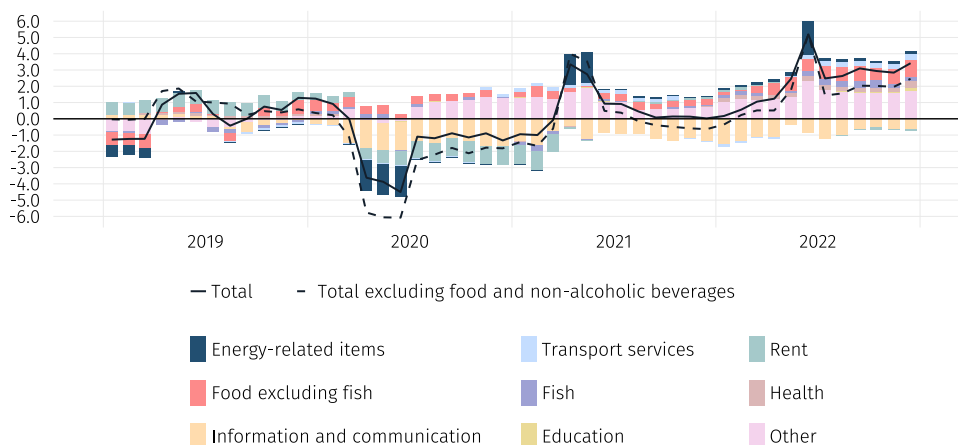 6.0
5.0
4.0
3.0
2.0
1.0
0.0
-1.0
-2.0
-3.0
-4.0
-5.0
-6.0
2019 2020 2021 2022
Total Total excluding food and non-alcoholic beverages
Energy-related items Transport services Rent
Food excluding fish Fish Health
Information and communication Education Other